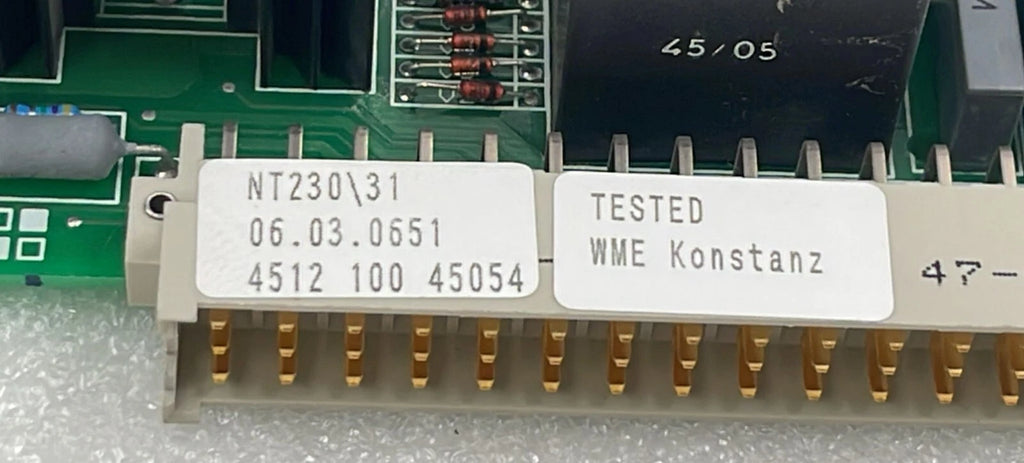 45/05
NT230\31
06.03.0651
4512 100 45054
TESTED
WME Konstanz
47-